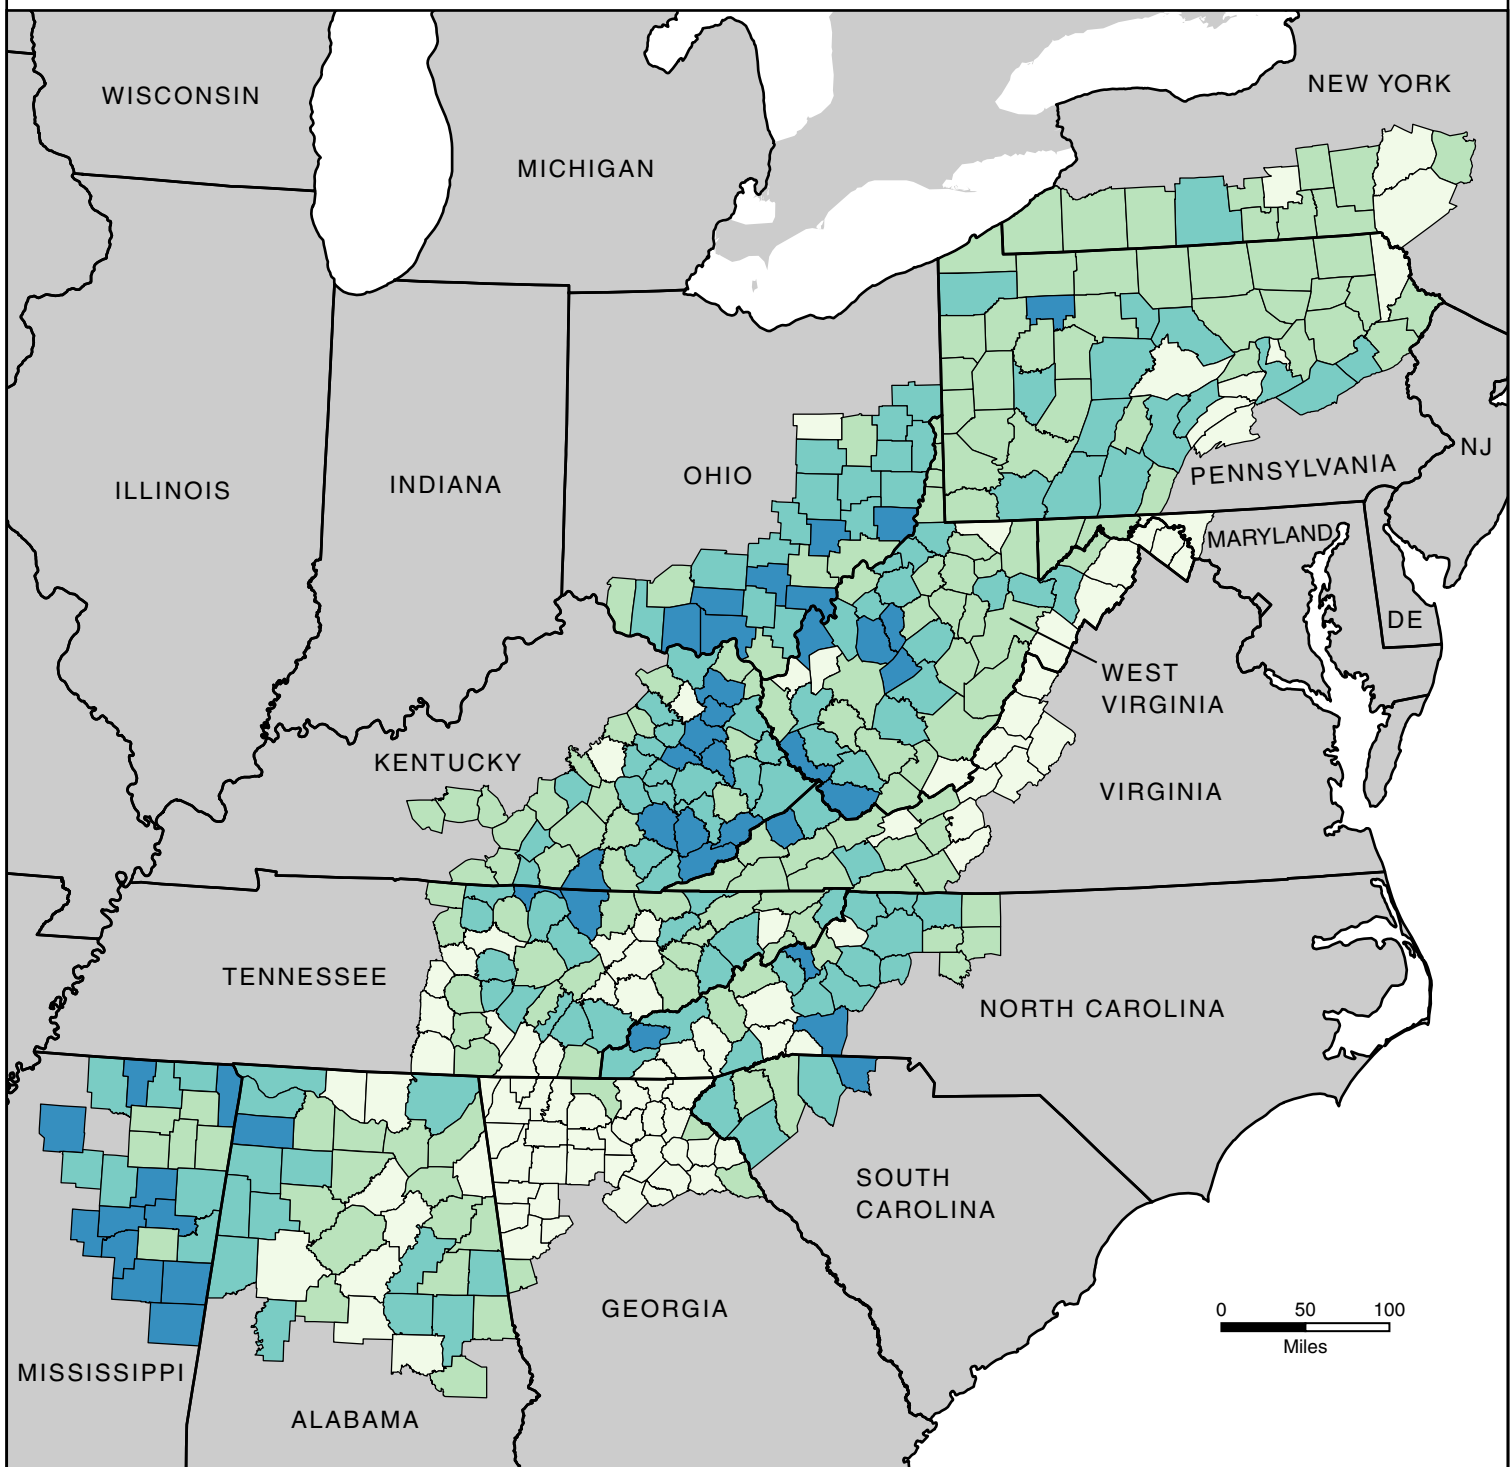 NEW YORK
WISCONSIN
MICHIGAN
NJ
PENNSYLVANIA
OHIO
INDIANA
ILLINOIS
MARYLAND
DE
WEST
VIRGINIA
KENTUCKY
VIRGINIA
TENNESSEE
NORTH CAROLINA
SOUTH
CAROLINA
GEORGIA
0 50 100
Miles
MISSISSIPPI
ALABAMA